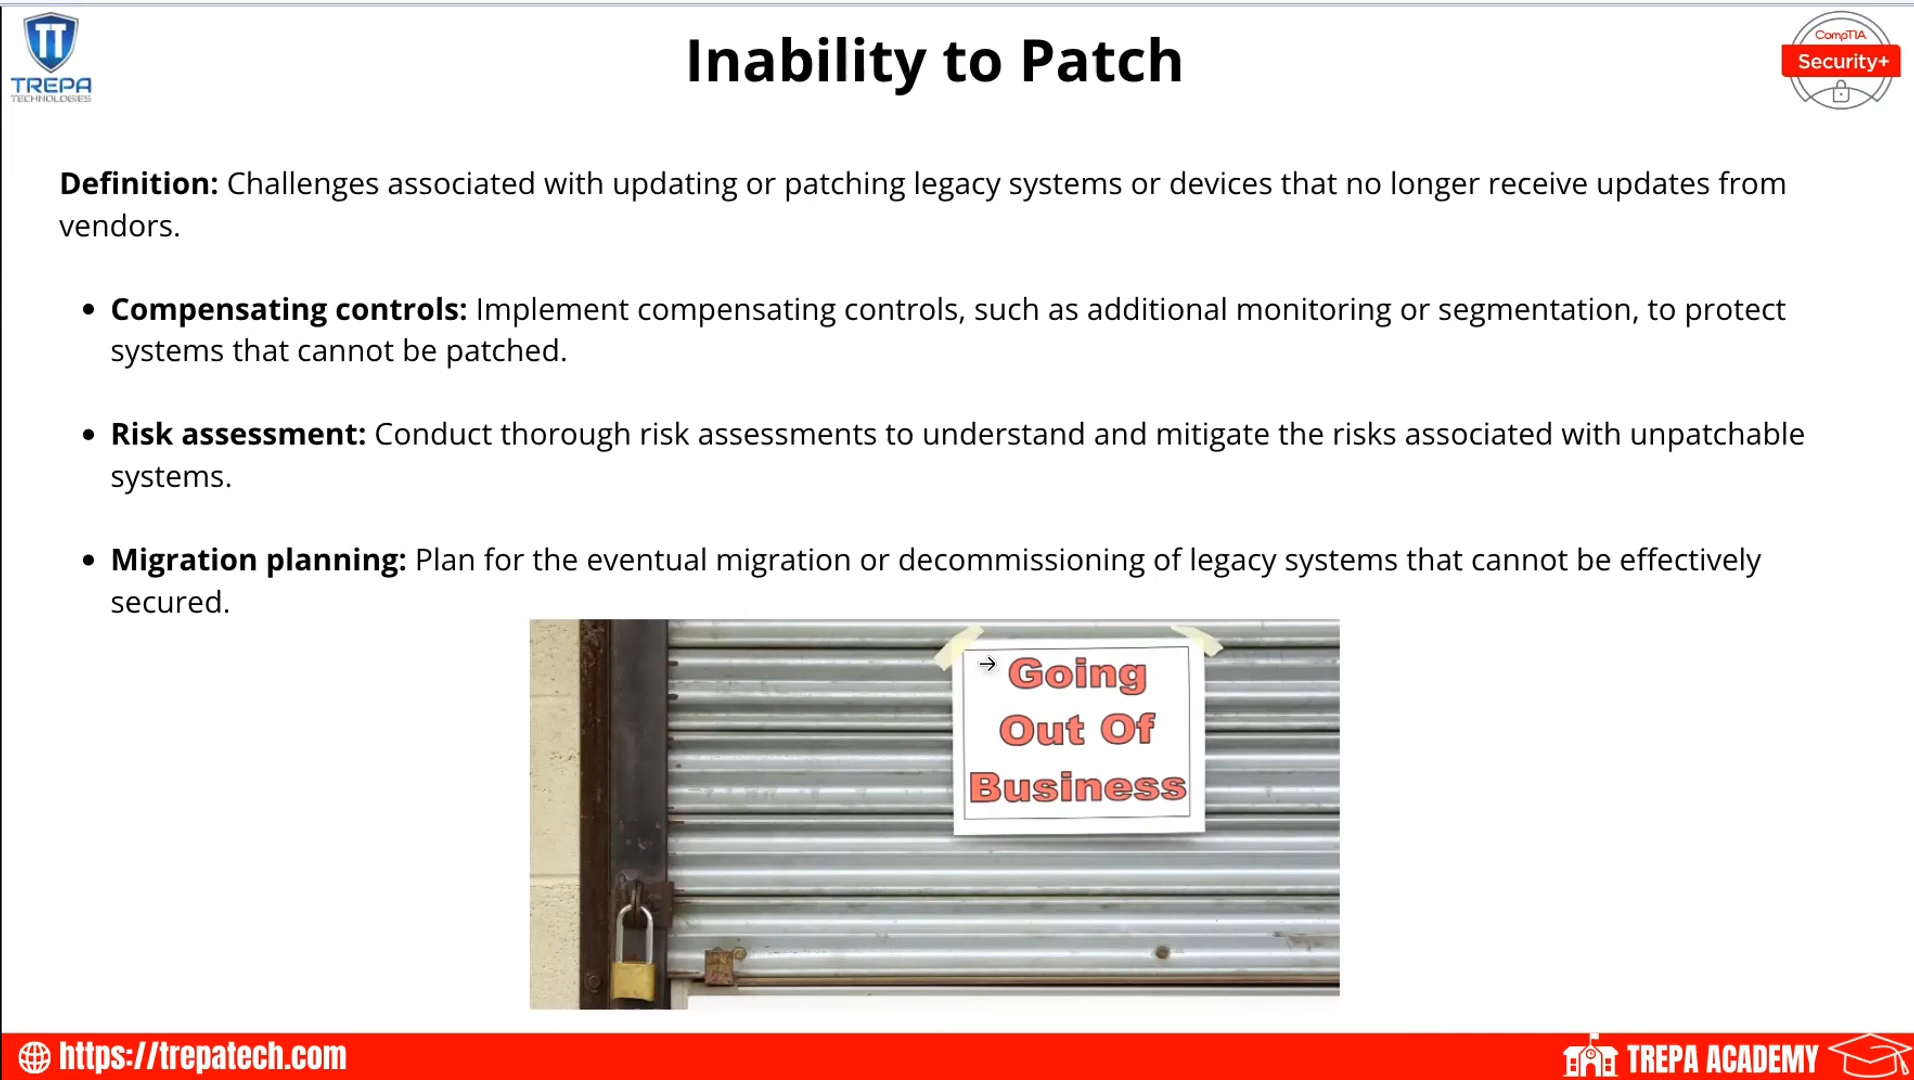 TREPA
TECHNOLOGIES
Inability to Patch
CompTIA
Security+
Definition: Challenges associated with updating or patching legacy systems or devices that no longer receive updates from
vendors.
• Compensating controls: Implement compensating controls, such as additional monitoring or segmentation, to protect
systems that cannot be patched.
• Risk assessment: Conduct thorough risk assessments to understand and mitigate the risks associated with unpatchable
systems.
• Migration planning: Plan for the eventual migration or decommissioning of legacy systems that cannot be effectively
secured.
Going
Out Of
Business
https://trepatech.com
TREPA ACADEMY